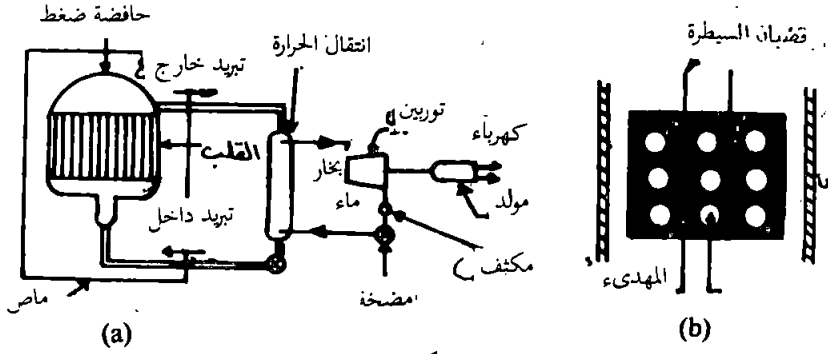 حافضة ضغط
تبريد خارج
انتقال الحرارة
القلب
تبريد داخل
ماص
توربين
بخار
ماء
كهرباء
مولد
مكثف
مضخة
(a)
قضبان السيطرة
المهدىء
(b)